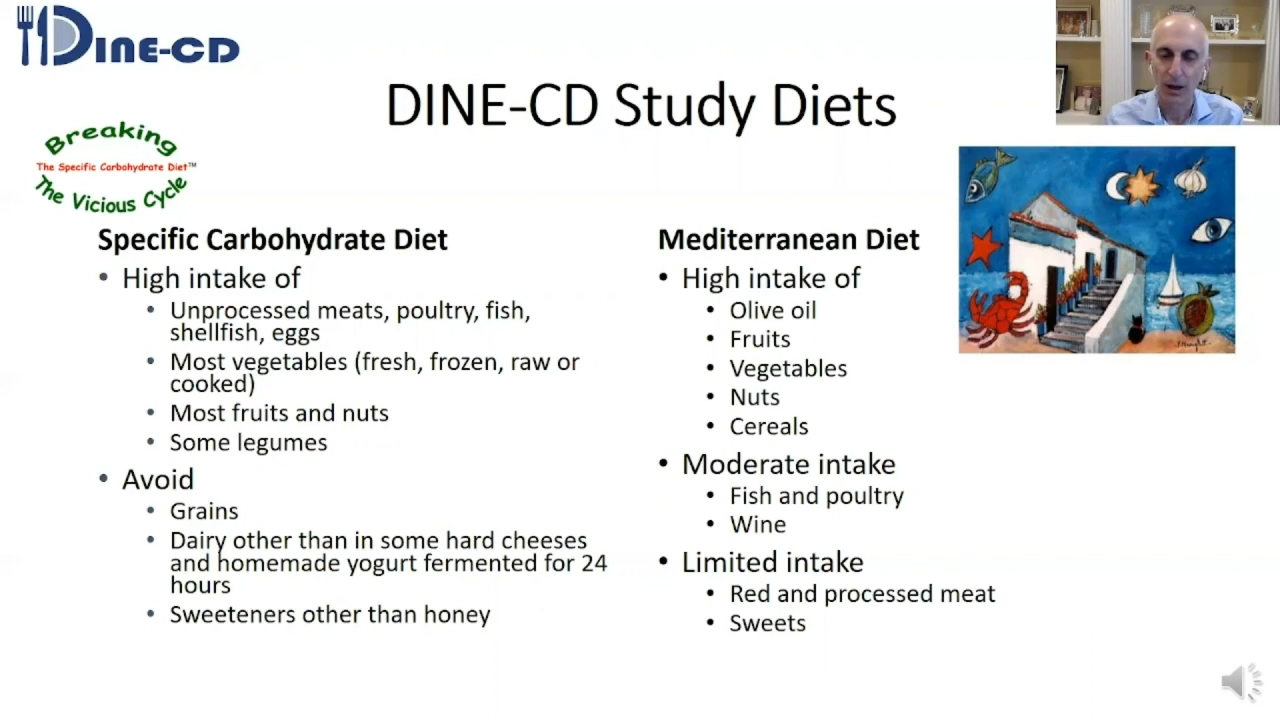 DINE-CD
DINE-CD Study Diets
Breaking
The Specific Carbohydrate Diet™
The Vicious Cycle
Specific Carbohydrate Diet
• High intake of
• Unprocessed meats, poultry, fish,
shellfish, eggs
• Most vegetables (fresh, frozen, raw or
cooked)
• Most fruits and nuts
• Some legumes
• Avoid
• Grains
• Dairy other than in some hard cheeses
and homemade yogurt fermented for 24
hours
• Sweeteners other than honey
Mediterranean Diet
• High intake of
• Olive oil
• Fruits
• Vegetables
• Nuts
• Cereals
• Moderate intake
• Fish and poultry
• Wine
• Limited intake
• Red and processed meat
• Sweets